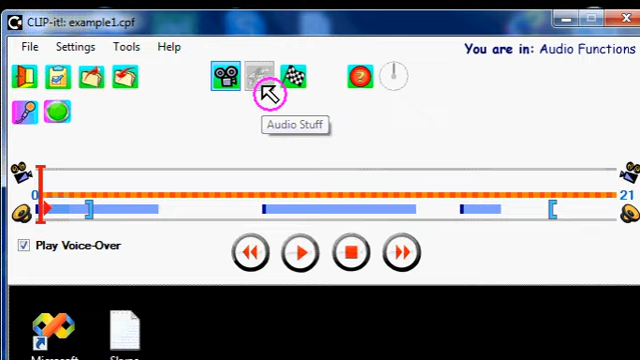 CLIP-it!: example1.cpf
File Settings Tools Help
You are in: Audio Functions
Audio Stuff
0 21
Play Voice-Over
Microsoft